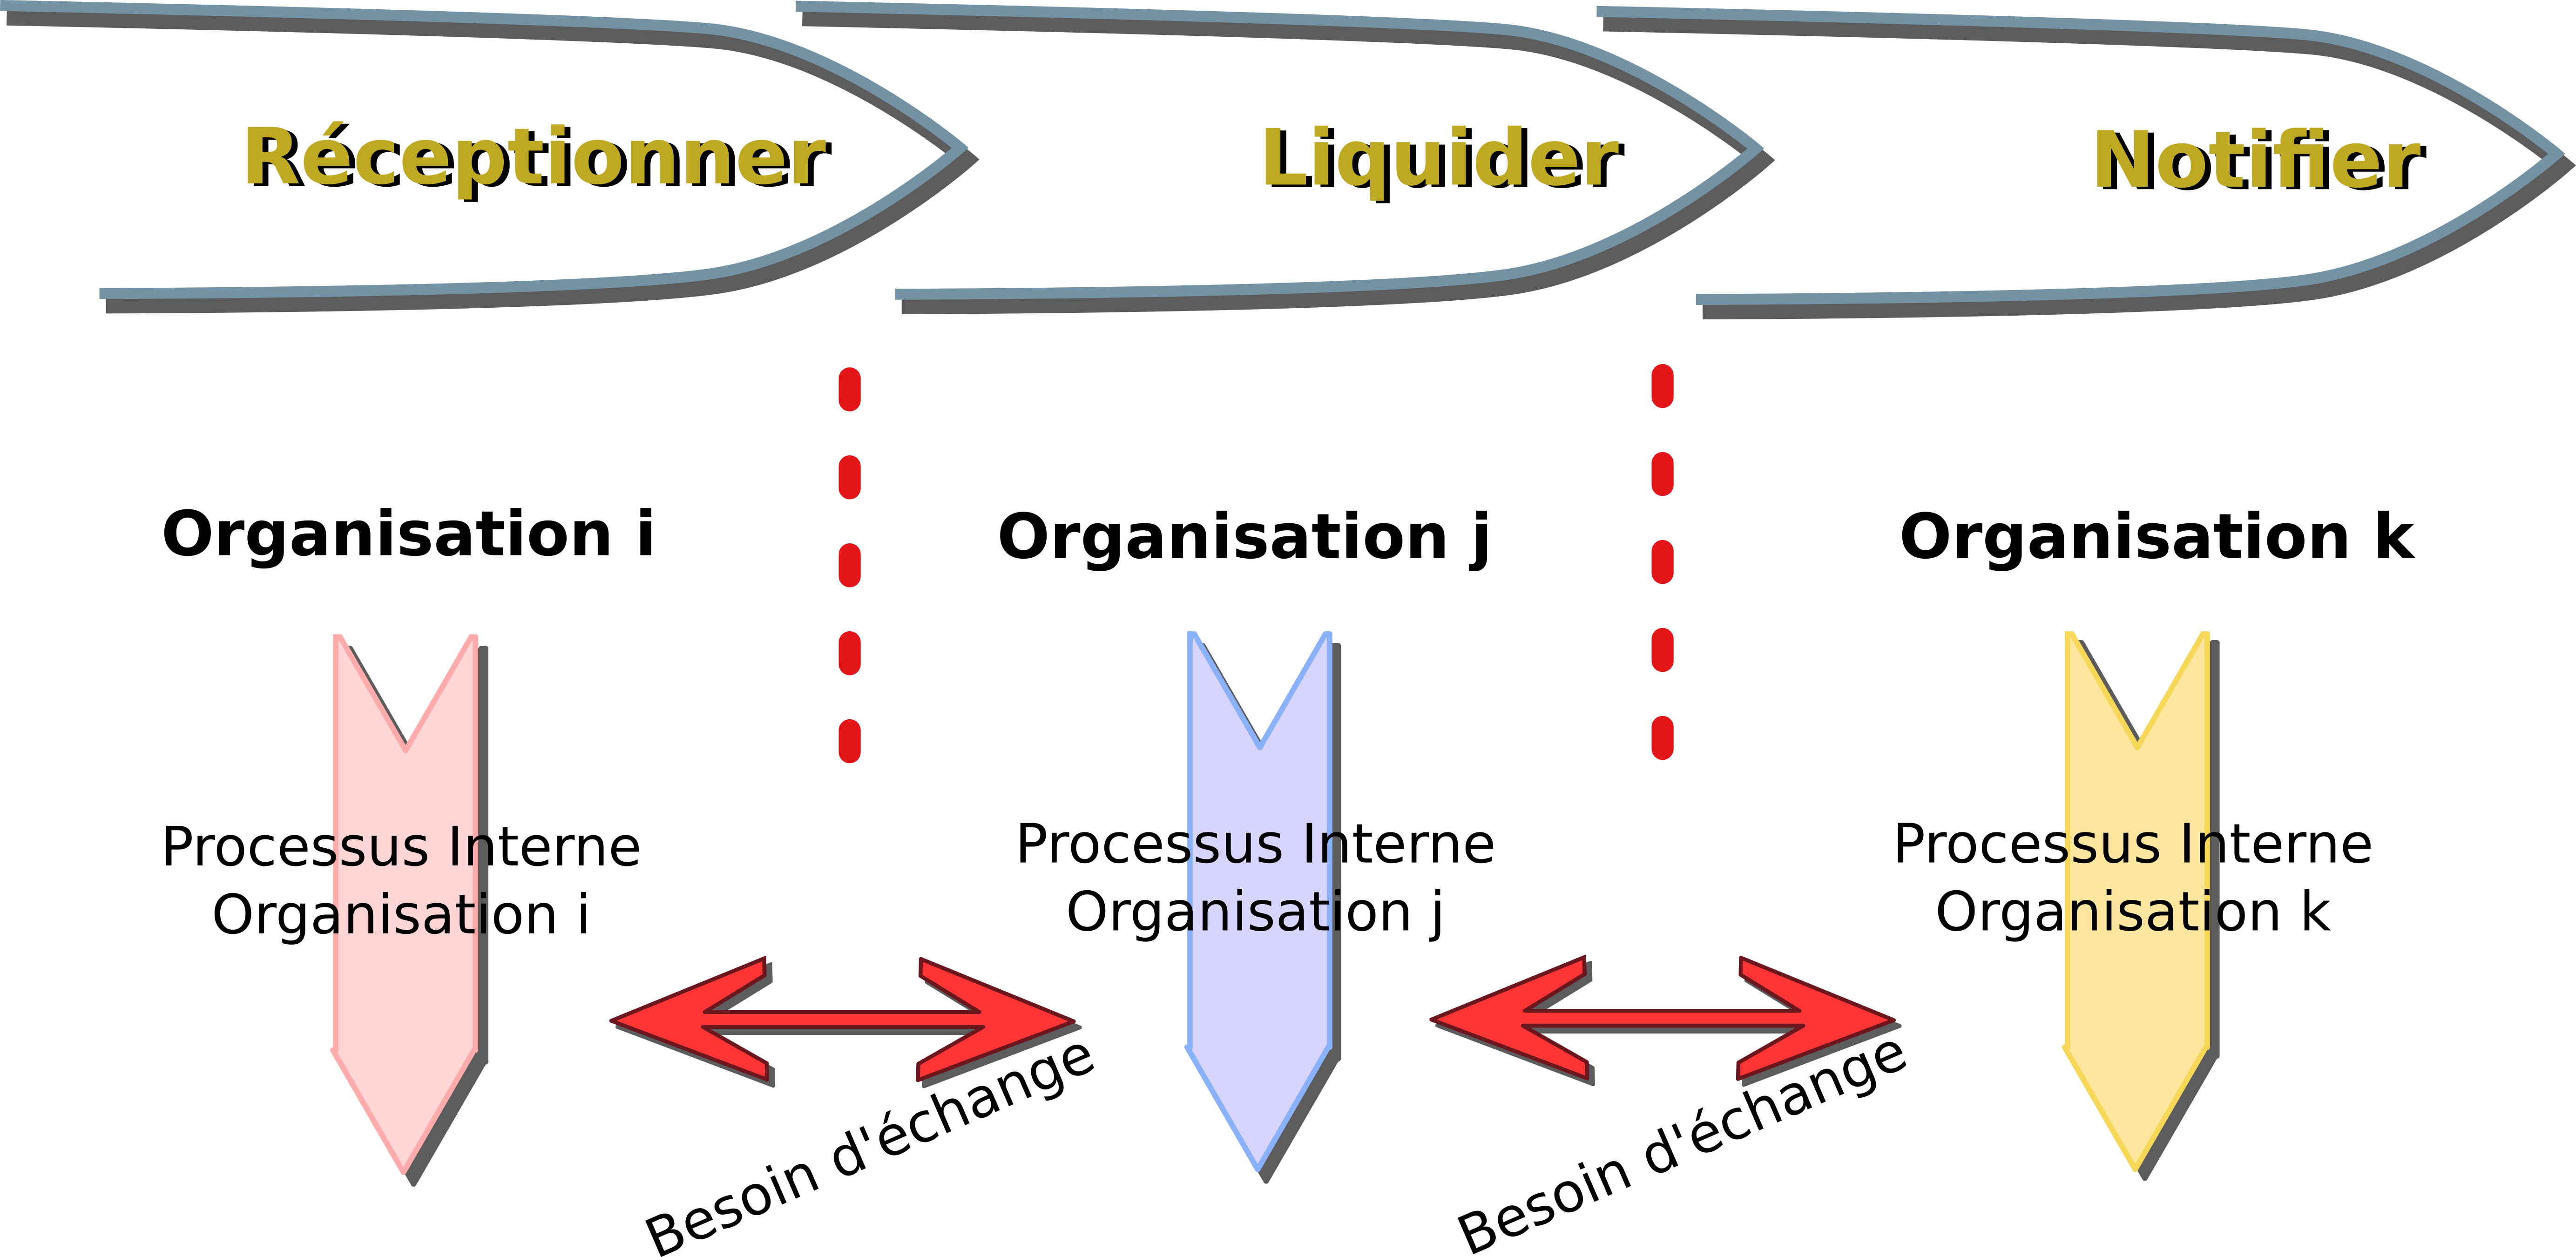 Réceptionner
Liquider
Notifier
Organisation i
Organisation j
Organisation k
Processus Interne
Organisation i
Processus Interne
Organisation j
Processus Interne
Organisation k
Besoin d'échange
Besoin d'échange